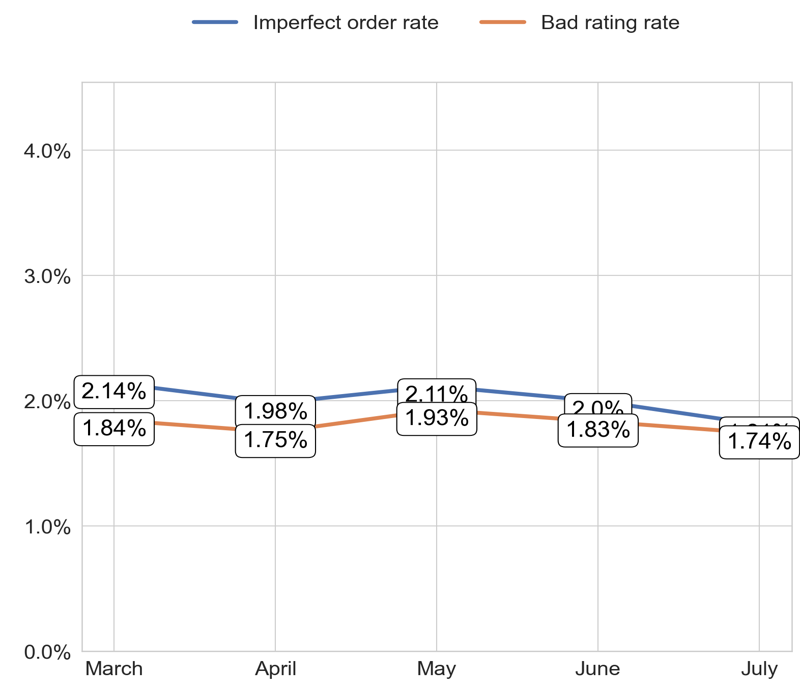 Imperfect order rate Bad rating rate
4.0%
3.0%
2.0%
1.0%
0.0%
2.14% 1.98% 2.11% 2.0%
1.84% 1.75% 1.93% 1.83% 1.74%
March April May June July